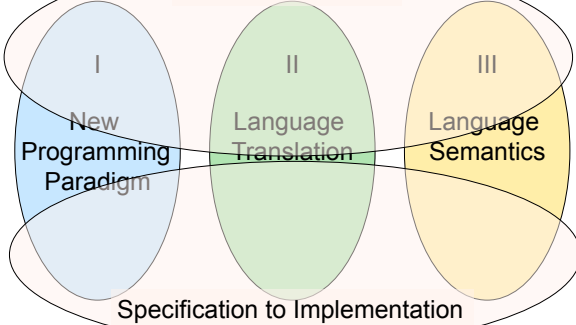 I
II
III
New
Programming
Paradigm
Language
Translation
Language
Semantics
Specification to Implementation